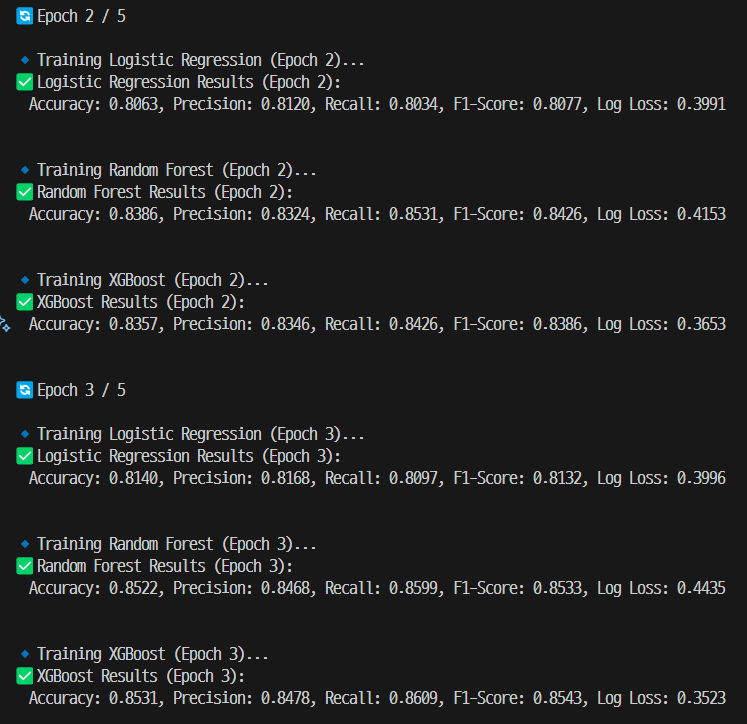 🔄 Epoch 2 / 5
🔹 Training Logistic Regression (Epoch 2)...
✅ Logistic Regression Results (Epoch 2):
Accuracy: 0.8063, Precision: 0.8120, Recall: 0.8034, F1-Score: 0.8077, Log Loss: 0.3991
🔹 Training Random Forest (Epoch 2)...
✅ Random Forest Results (Epoch 2):
Accuracy: 0.8386, Precision: 0.8324, Recall: 0.8531, F1-Score: 0.8426, Log Loss: 0.4153
🔹 Training XGBoost (Epoch 2)...
✅ XGBoost Results (Epoch 2):
Accuracy: 0.8357, Precision: 0.8346, Recall: 0.8426, F1-Score: 0.8386, Log Loss: 0.3653
🔄 Epoch 3 / 5
🔹 Training Logistic Regression (Epoch 3)...
✅ Logistic Regression Results (Epoch 3):
Accuracy: 0.8140, Precision: 0.8168, Recall: 0.8097, F1-Score: 0.8132, Log Loss: 0.3996
🔹 Training Random Forest (Epoch 3)...
✅ Random Forest Results (Epoch 3):
Accuracy: 0.8522, Precision: 0.8468, Recall: 0.8599, F1-Score: 0.8533, Log Loss: 0.4435
🔹 Training XGBoost (Epoch 3)...
✅ XGBoost Results (Epoch 3):
Accuracy: 0.8531, Precision: 0.8478, Recall: 0.8609, F1-Score: 0.8543, Log Loss: 0.3523